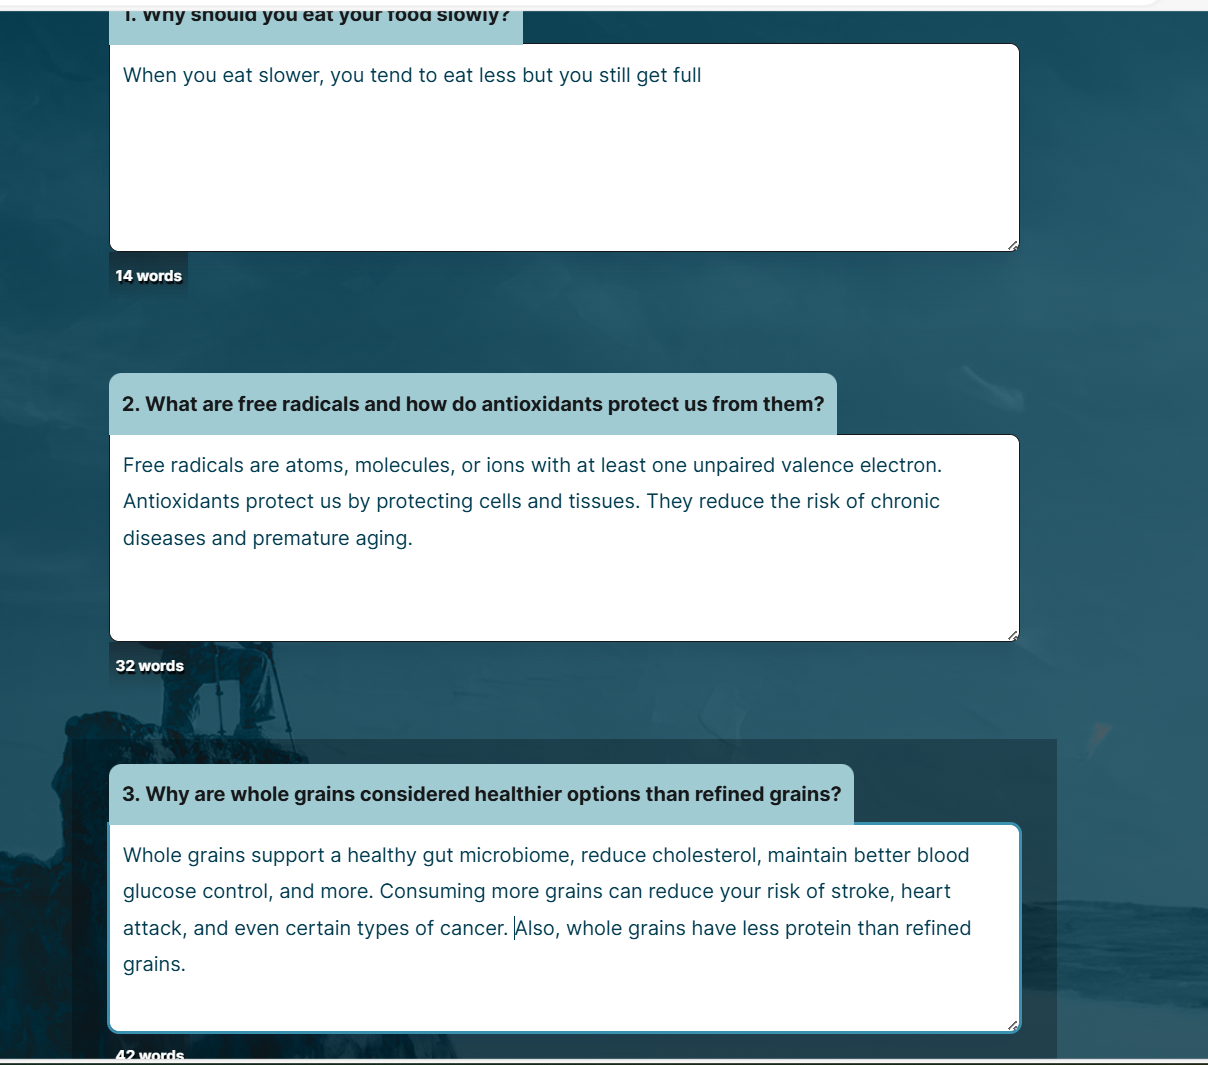 1. Why should you eat your food slowly?
When you eat slower, you tend to eat less but you still get full
14 words
2. What are free radicals and how do antioxidants protect us from them?
Free radicals are atoms, molecules, or ions with at least one unpaired valence electron.
Antioxidants protect us by protecting cells and tissues. They reduce the risk of chronic
diseases and premature aging.
32 words
3. Why are whole grains considered healthier options than refined grains?
Whole grains support a healthy gut microbiome, reduce cholesterol, maintain better blood
glucose control, and more. Consuming more grains can reduce your risk of stroke, heart
attack, and even certain types of cancer. Also, whole grains have less protein than refined
grains.
42 words